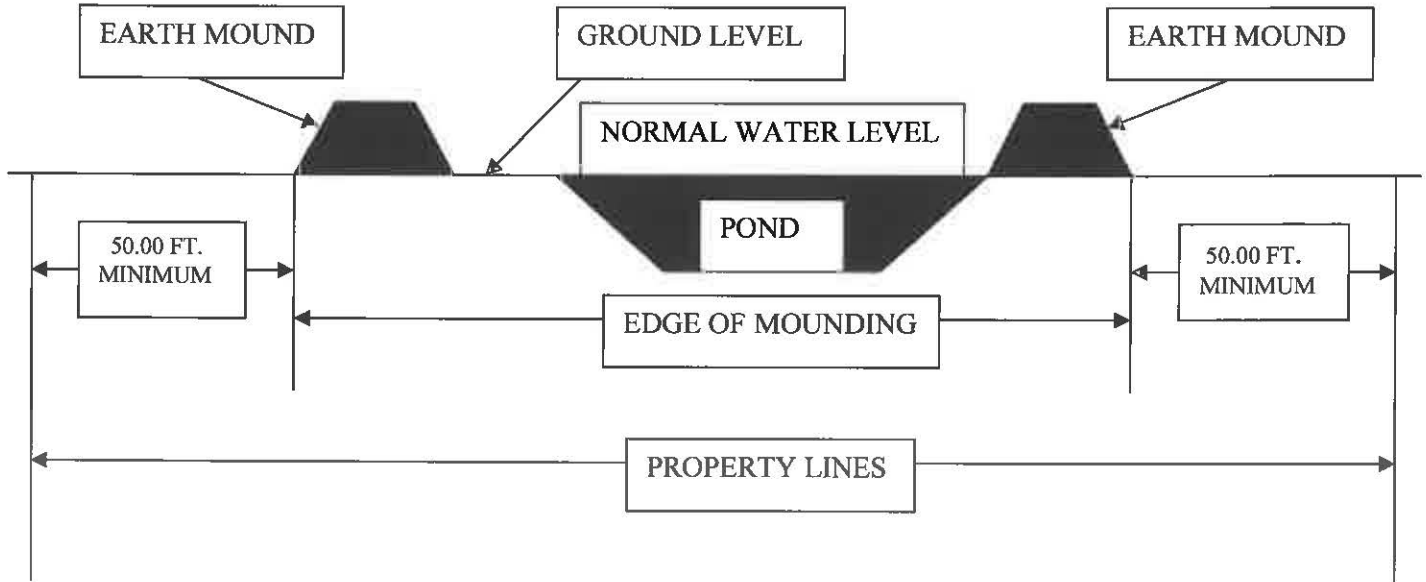 EARTH MOUND
GROUND LEVEL
EARTH MOUND
NORMAL WATER LEVEL
POND
50.00 FT.
MINIMUM
50.00 FT.
MINIMUM
EDGE OF MOUNDING
PROPERTY LINES